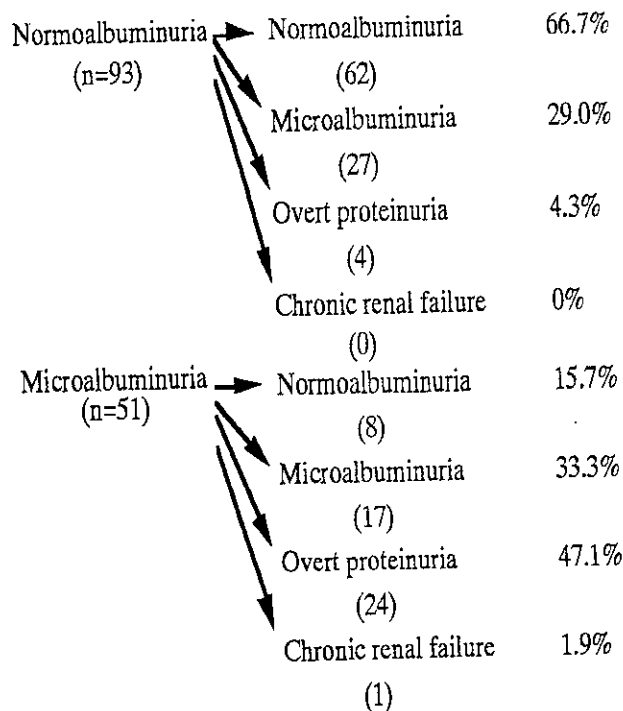 Normoalbuminuria Normoalbuminuria 66.7%
(n=93) (62)
Microalbuminuria 29.0%
(27)
Overt proteinuria 4.3%
(4)
Chronic renal failure 0%
(0)
Microalbuminuria Normoalbuminuria 15.7%
(n=51) (8)
Microalbuminuria 33.3%
(17)
Overt proteinuria 47.1%
(24)
Chronic renal failure 1.9%
(1)